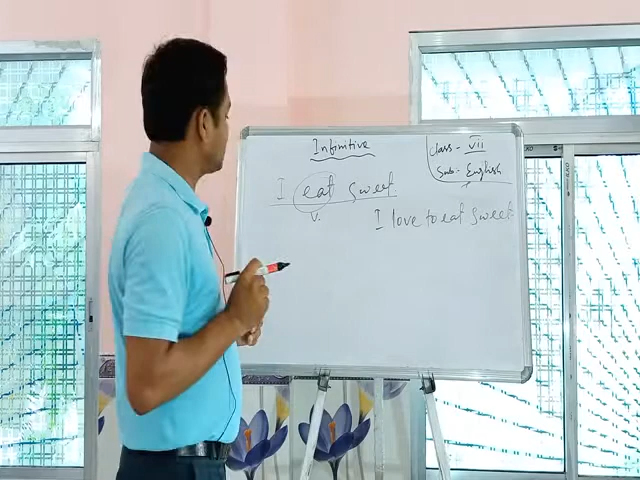 Infinitive
Class - VII
Sub:- English
I eat sweet.
V.
I love to eat sweet.